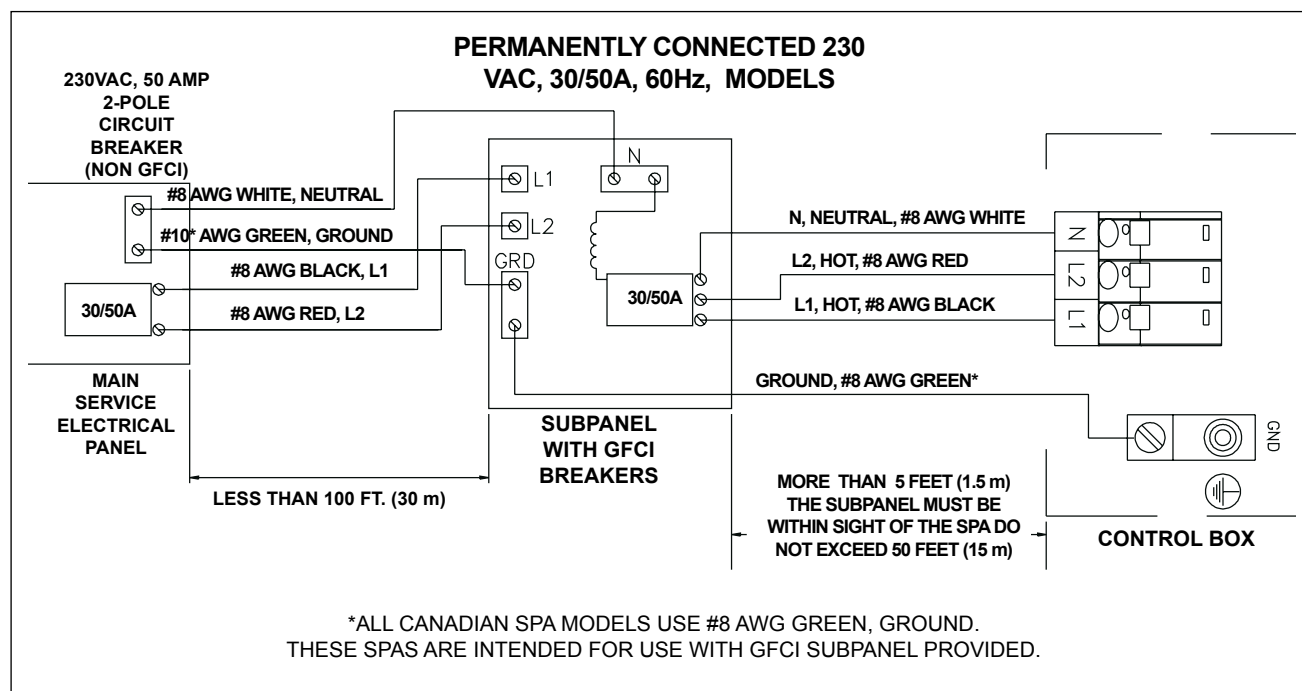 PERMANENTLY CONNECTED 230
VAC, 30/50A, 60Hz, MODELS
230VAC, 50 AMP
2-POLE
CIRCUIT
BREAKER
(NON GFCI)
#8 AWG WHITE, NEUTRAL
#10* AWG GREEN, GROUND
#8 AWG BLACK, L1
#8 AWG RED, L2
30/50A
MAIN
SERVICE
ELECTRICAL
PANEL
LESS THAN 100 FT. (30 m)
L1
L2
GRD
N
30/50A
SUBPANEL
WITH GFCI
BREAKERS
N, NEUTRAL, #8 AWG WHITE
L2, HOT, #8 AWG RED
L1, HOT, #8 AWG BLACK
GROUND, #8 AWG GREEN*
MORE THAN 5 FEET (1.5 m)
THE SUBPANEL MUST BE
WITHIN SIGHT OF THE SPA DO
NOT EXCEED 50 FEET (15 m)
N
L2
L1
GND
CONTROL BOX
*ALL CANADIAN SPA MODELS USE #8 AWG GREEN, GROUND.
THESE SPAS ARE INTENDED FOR USE WITH GFCI SUBPANEL PROVIDED.